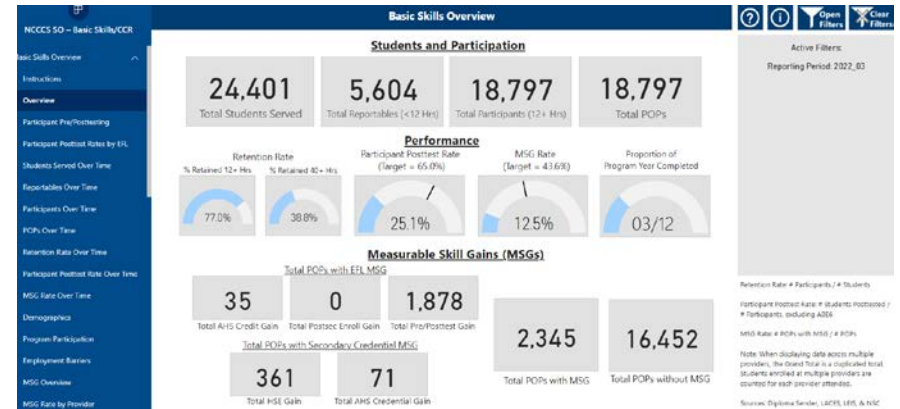 NCCCS SO – Basic Skills/CCR
Basic Skills Overview
Instructions
Overview
Participant Pre/Posttesting
Participant Posttest Rates by EFL
Students Served Over Time
Reportables Over Time
Participants Over Time
POPs Over Time
Retention Rate Over Time
Participant Posttest Rate Over Time
MSG Rate Over Time
Demographics
Program Participation
Employment Barriers
MSG Overview
MSG Rate by Provider
Basic Skills Overview
Students and Participation
24,401
Total Students Served
5,604
Total Reportables (<12 Hrs)
18,797
Total Participants (12+ Hrs)
18,797
Total POPs
Performance
Retention Rate
% Retained 12+ Hrs
77.0%
% Retained 40+ Hrs
38.8%
Participant Posttest Rate
(Target = 65.0%)
25.1%
MSG Rate
(Target = 43.6%)
12.5%
Proportion of
Program Year Completed
03/12
Measurable Skill Gains (MSGs)
Total POPs with EFL MSG
35
Total AHS Credit Gain
0
Total Postsec Enroll Gain
1,878
Total Pre/Posttest Gain
Total POPs with Secondary Credential MSG
361
Total HSE Gain
71
Total AHS Credential Gain
2,345
Total POPs with MSG
16,452
Total POPs without MSG
Open
Filters
Clear
Filters
Active Filters:
Reporting Period: 2022_03
Retention Rate: # Participants / # Students
Participant Posttest Rate: # Students Posttested /
# Participants, excluding ABE6
MSG Rate: # POPs with MSG / # POPs
Note: When displaying data across multiple
providers, the Grand Total is a duplicated total.
Students enrolled at multiple providers are
counted for each provider attended.
Sources: Diploma Sender, LACES, LEIS, & NSC